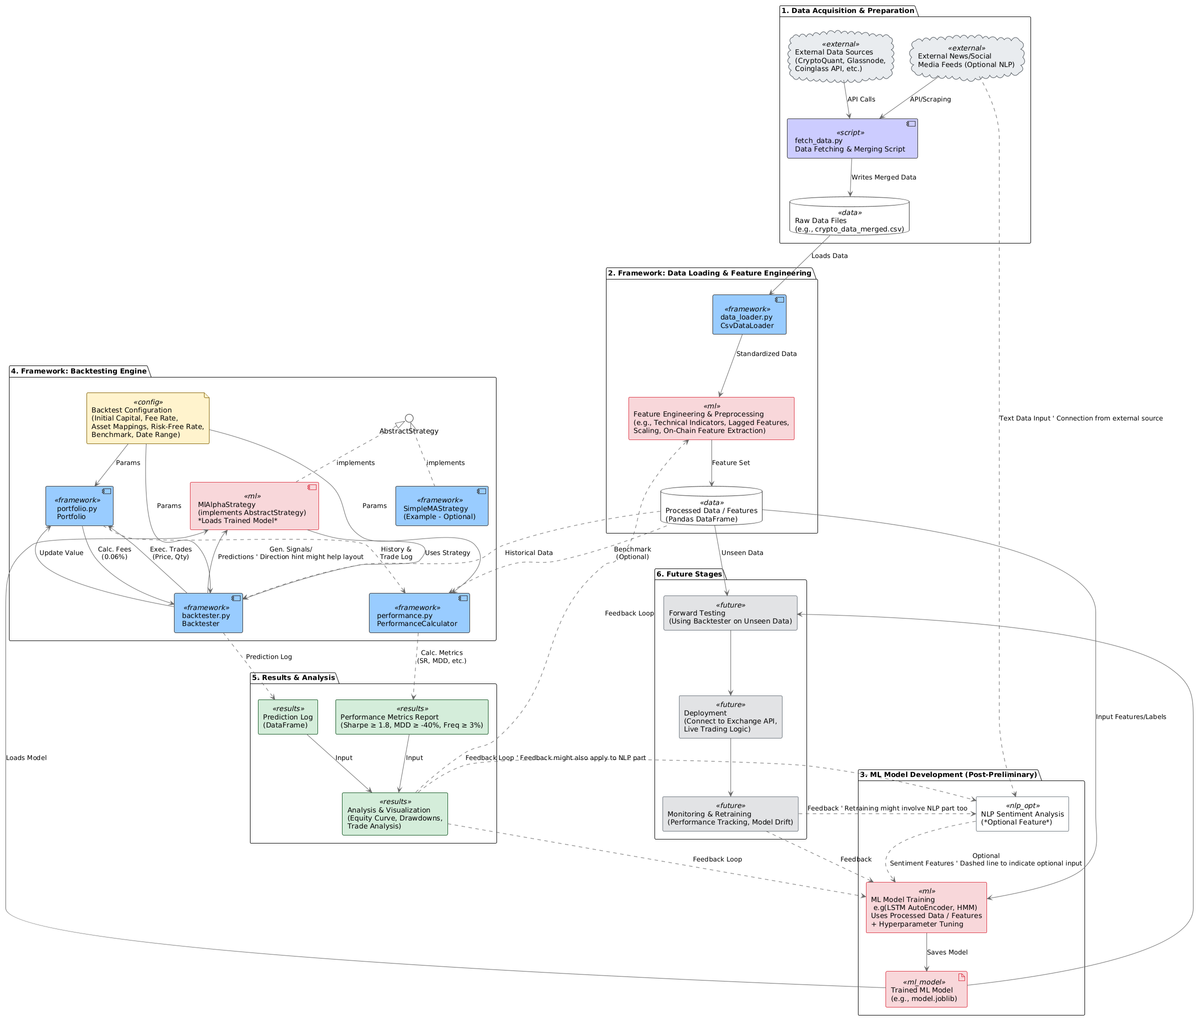 1. Data Acquisition & Preparation
«external»
External Data Sources
(CryptoQuant, Glassnode,
Coinglass API, etc.)
«external»
External News/Social
Media Feeds (Optional NLP)
API Calls
API/Scraping
«script»
fetch_data.py
Data Fetching & Merging Script
Writes Merged Data
«data»
Raw Data Files
(e.g., crypto_data_merged.csv)
Loads Data
2. Framework: Data Loading & Feature Engineering
«framework»
data_loader.py
CsvDataLoader
Standardized Data
«ml»
Feature Engineering & Preprocessing
(e.g., Technical Indicators, Lagged Features,
Scaling, On-Chain Feature Extraction)
Feature Set
«data»
Processed Data / Features
(Pandas DataFrame)
Text Data Input ' Connection from external source
4. Framework: Backtesting Engine
«config»
Backtest Configuration
(Initial Capital, Fee Rate,
Asset Mappings, Risk-Free Rate,
Benchmark, Date Range)
AbstractStrategy
Params
implements
implements
«framework»
portfolio.py
Portfolio
Params
«ml»
MlAlphaStrategy
(implements AbstractStrategy)
*Loads Trained Model*
Params
«framework»
SimpleMAStrategy
(Example - Optional)
Update Value
Calc. Fees
(0.06%)
Exec. Trades
(Price, Qty)
Gen. Signals/
Predictions ' Direction hint might help layout
History &
Trade Log
Uses Strategy
Historical Data
Benchmark
(Optional)
Unseen Data
«framework»
backtester.py
Backtester
«framework»
performance.py
PerformanceCalculator
Prediction Log
Calc. Metrics
(SR, MDD, etc.)
Feedback Loop
6. Future Stages
«future»
Forward Testing
(Using Backtester on Unseen Data)
«future»
Deployment
(Connect to Exchange API,
Live Trading Logic)
«future»
Monitoring & Retraining
(Performance Tracking, Model Drift)
5. Results & Analysis
«results»
Prediction Log
(DataFrame)
«results»
Performance Metrics Report
(Sharpe ≥ 1.8, MDD ≥ -40%, Freq ≥ 3%)
Input
Input
«results»
Analysis & Visualization
(Equity Curve, Drawdowns,
Trade Analysis)
Loads Model
Feedback Loop ' Feedback might also apply to NLP part
Input Features/Labels
3. ML Model Development (Post-Preliminary)
Feedback ' Retraining might involve NLP part too
«nlp_opt»
NLP Sentiment Analysis
(*Optional Feature*)
Feedback Loop
Feedback
Optional
Sentiment Features ' Dashed line to indicate optional input
«ml»
ML Model Training
e.g(LSTM AutoEncoder, HMM)
Uses Processed Data / Features
+ Hyperparameter Tuning
Saves Model
«ml_model»
Trained ML Model
(e.g., model.joblib)